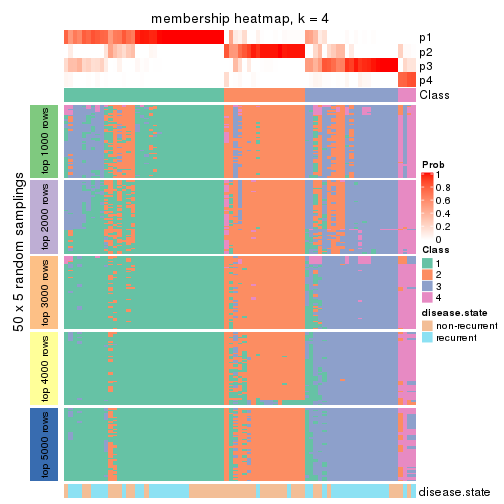 membership heatmap, k = 4
p1
p2
p3
p4
Class
50 x 5 random samplings
top 1000 rows
top 2000 rows
top 3000 rows
top 4000 rows
top 5000 rows
Prob
1
0.8
0.6
0.4
0.2
0
Class
1
2
3
4
disease.state
non-recurrent
recurrent
disease.state